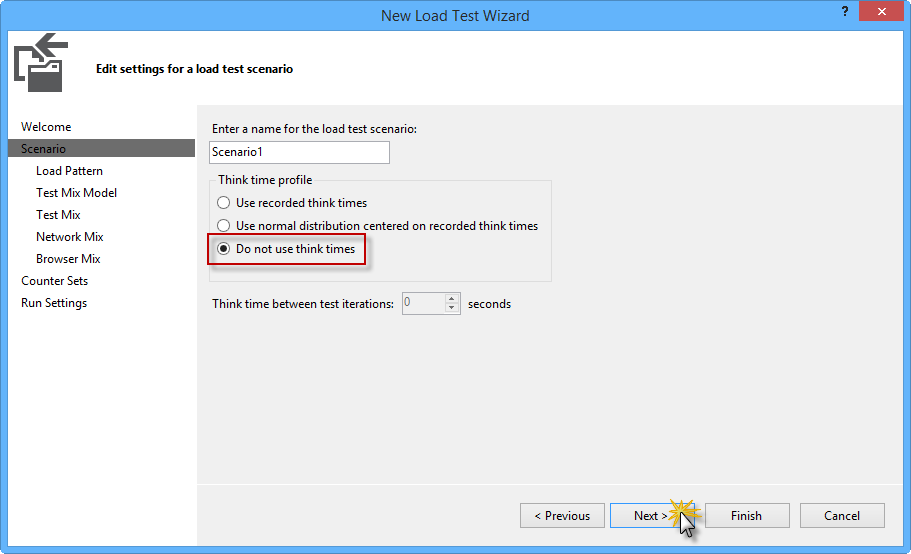 New Load Test Wizard
?
Edit settings for a load test scenario
Welcome
Scenario
Load Pattern
Test Mix Model
Test Mix
Network Mix
Browser Mix
Counter Sets
Run Settings
Enter a name for the load test scenario:
Scenario1
Think time profile
Use recorded think times
Use normal distribution centered on recorded think times
Do not use think times
Think time between test iterations: 0 seconds
< Previous Next > Finish Cancel